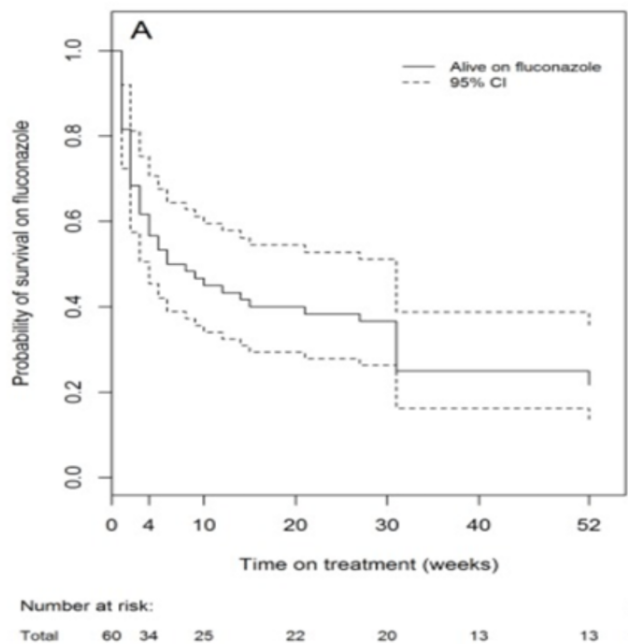 A
Alive on fluconazole
95% CI
Probability of survival on fluconazole
1.0
0.8
0.6
0.4
0.2
0.0
0 4 10 20 30 40 52
Time on treatment (weeks)
Number at risk:
Total 60 34 25 22 20 13 13